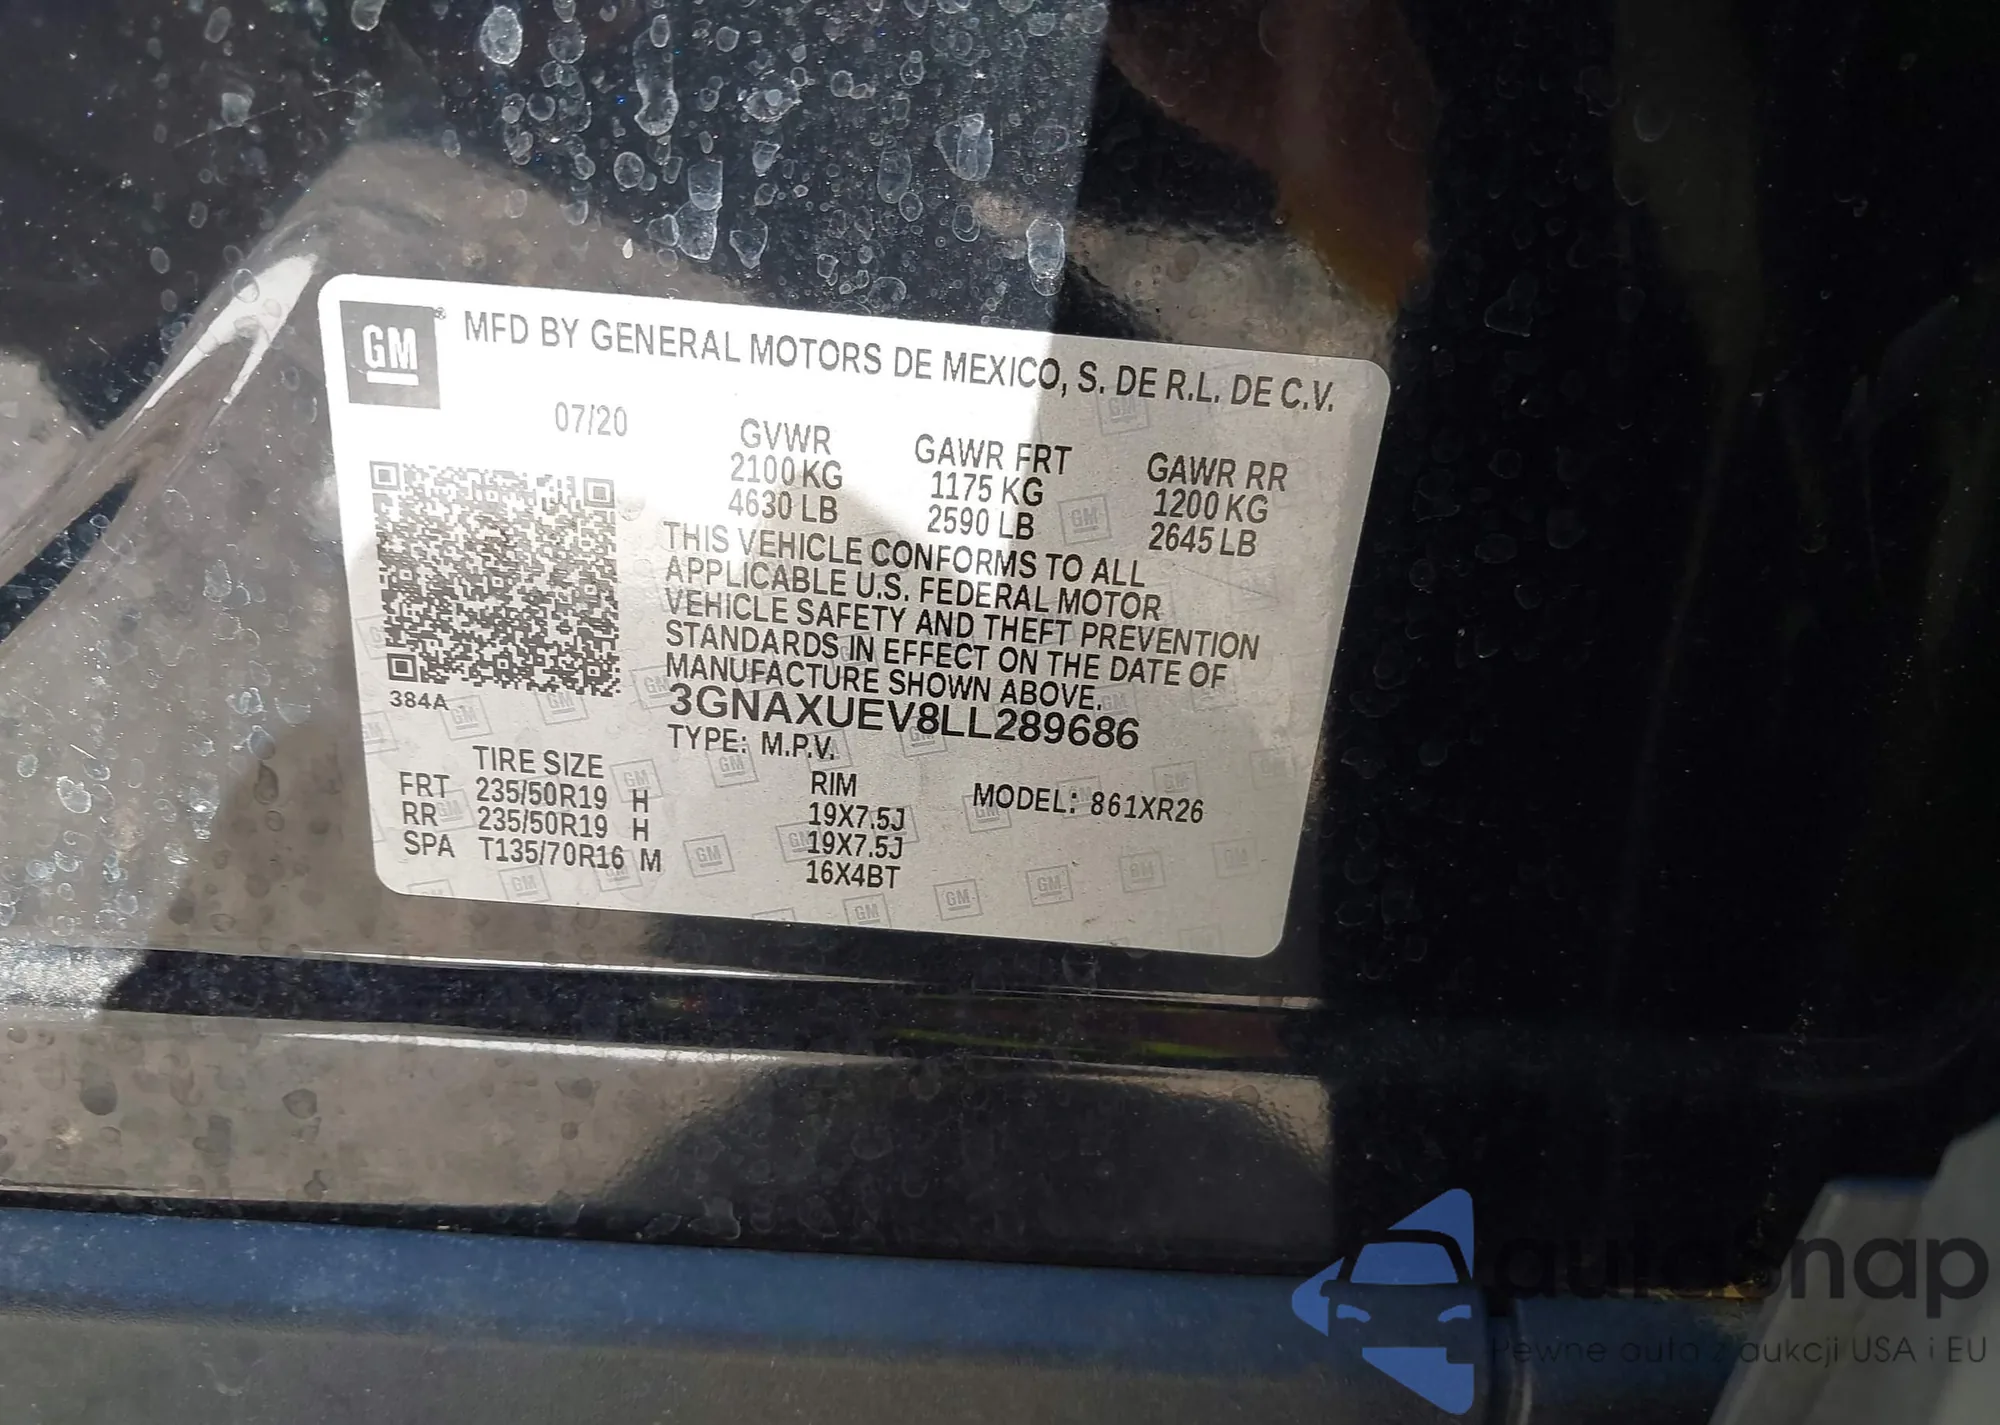 GM ® MFD BY GENERAL MOTORS DE MEXICO, S. DE R.L. DE C.V.
07/20
GVWR GAWR FRT GAWR RR
2100 KG 1175 KG 1200 KG
4630 LB 2590 LB 2645 LB
THIS VEHICLE CONFORMS TO ALL
APPLICABLE U.S. FEDERAL MOTOR
VEHICLE SAFETY AND THEFT PREVENTION
STANDARDS IN EFFECT ON THE DATE OF
MANUFACTURE SHOWN ABOVE.
384A
3GNAXUEV8LL289686
TYPE: M.P.V.
TIRE SIZE RIM MODEL: 861XR26
FRT 235/50R19 H 19X7.5J
RR 235/50R19 H 19X7.5J
SPA T135/70R16 M 16X4BT
autosnap
Pewne auta z aukcji USA i EU